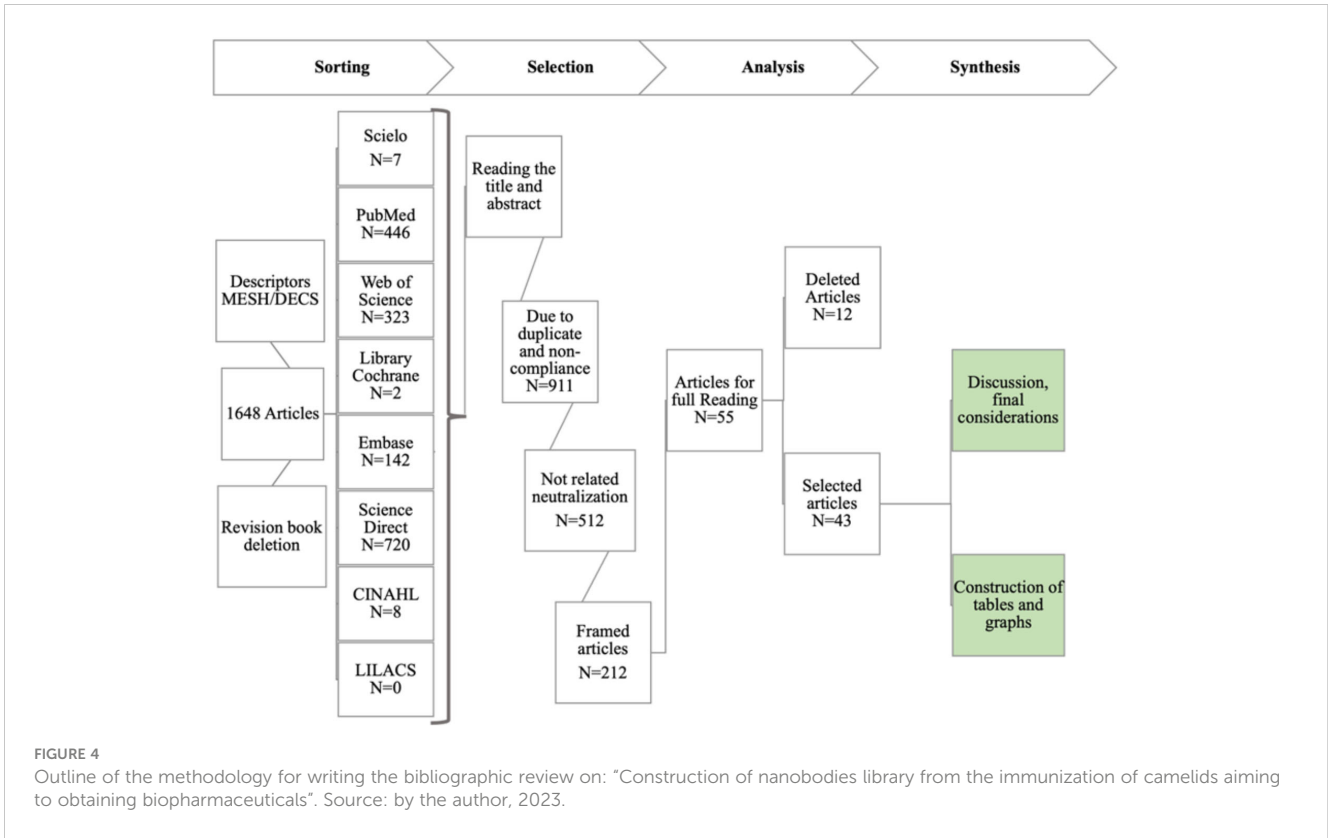 Sorting
Selection
Analysis
Synthesis
Descriptors
MESH/DECS
1648 Articles
Revision book
deletion
Scielo
N=7
PubMed
N=446
Web of
Science
N=323
Library
Cochrane
N=2
Embase
N=142
Science
Direct
N=720
CINAHL
N=8
LILACS
N=0
Reading the
title and
abstract
Due to
duplicate
and non-
compliance
N=911
Not related
neutralization
N=512
Framed
articles
N=212
Articles for
full Reading
N=55
Deleted
Articles
N=12
Selected
articles
N=43
Discussion,
final
considerations
Construction of
tables and
graphs
FIGURE 4
Outline of the methodology for writing the bibliographic review on: “Construction of nanobodies library from the immunization of camelids aiming
to obtaining biopharmaceuticals”. Source: by the author, 2023.